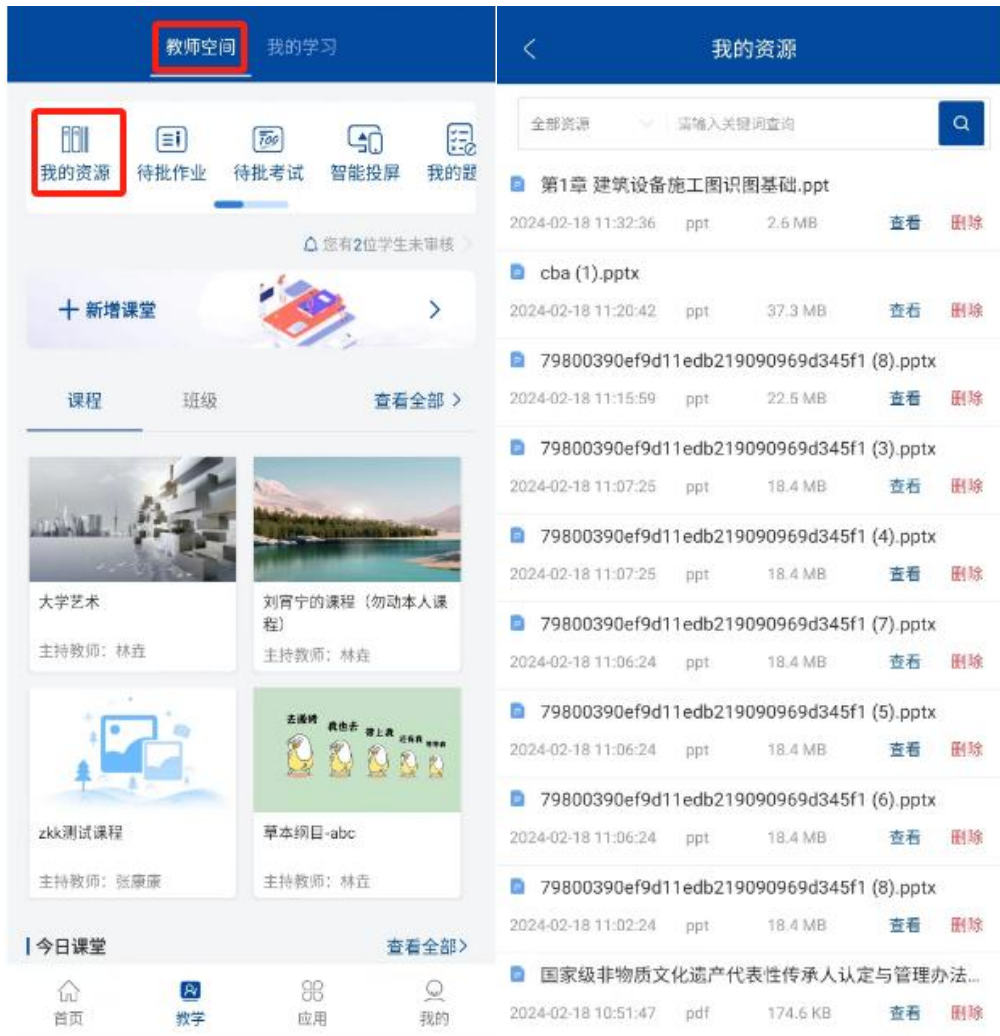 教师空间 我的学习
我的资源 待批作业 待批考试 智能投屏 我的题
您有2位学生未审核
新增课堂
课程 班级 查看全部
大学艺术
主持教师：林垚
刘宵宁的课程（勿动本人课
程）
主持教师：林垚
zkk测试课程
主持教师：张康康
去搬砖 我也去 带上我 还有我 等等我
草本纲目-abc
主持教师：林垚
今日课堂 查看全部
首页 教学 应用 我的
我的资源
全部资源 请输入关键词查询
第1章 建筑设备施工图识图基础.ppt
2024-02-18 11:32:36 ppt 2.6 MB 查看 删除
cba (1).pptx
2024-02-18 11:20:42 ppt 37.3 MB 查看 删除
79800390ef9d11edb219090969d345f1 (8).pptx
2024-02-18 11:15:59 ppt 22.5 MB 查看 删除
79800390ef9d11edb219090969d345f1 (3).pptx
2024-02-18 11:07:25 ppt 18.4 MB 查看 删除
79800390ef9d11edb219090969d345f1 (4).pptx
2024-02-18 11:07:25 ppt 18.4 MB 查看 删除
79800390ef9d11edb219090969d345f1 (7).pptx
2024-02-18 11:06:24 ppt 18.4 MB 查看 删除
79800390ef9d11edb219090969d345f1 (5).pptx
2024-02-18 11:06:24 ppt 18.4 MB 查看 删除
79800390ef9d11edb219090969d345f1 (6).pptx
2024-02-18 11:06:24 ppt 18.4 MB 查看 删除
79800390ef9d11edb219090969d345f1 (8).pptx
2024-02-18 11:02:24 ppt 18.4 MB 查看 删除
国家级非物质文化遗产代表性传承人认定与管理办法...
2024-02-18 10:51:47 pdf 174.6 KB 查看 删除